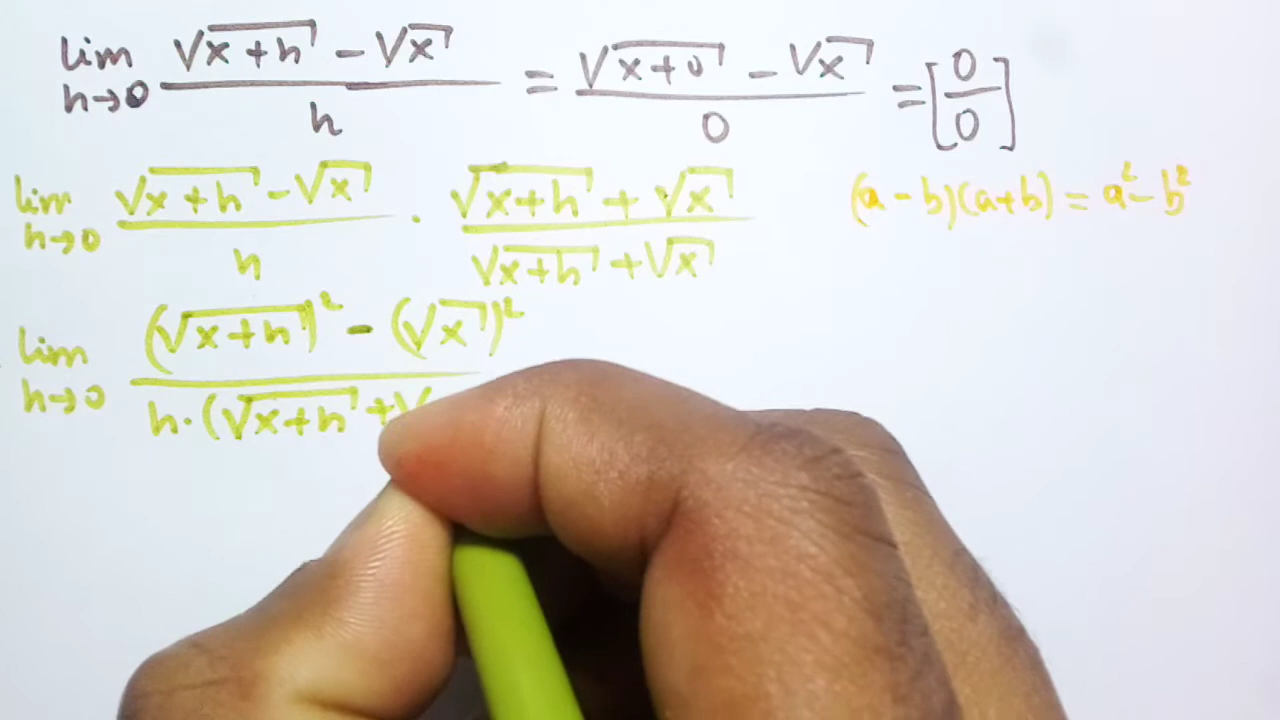 lim h→0 (√(x+h) - √x) / h = (√(x+0) - √x) / 0 = [0/0]
lim h→0 (√(x+h) - √x) / h · (√(x+h) + √x) / (√(x+h) + √x)
(a - b)(a+b) = a² - b²
lim h→0 ((√(x+h))² - (√x)²) / h·(√(x+h) + √